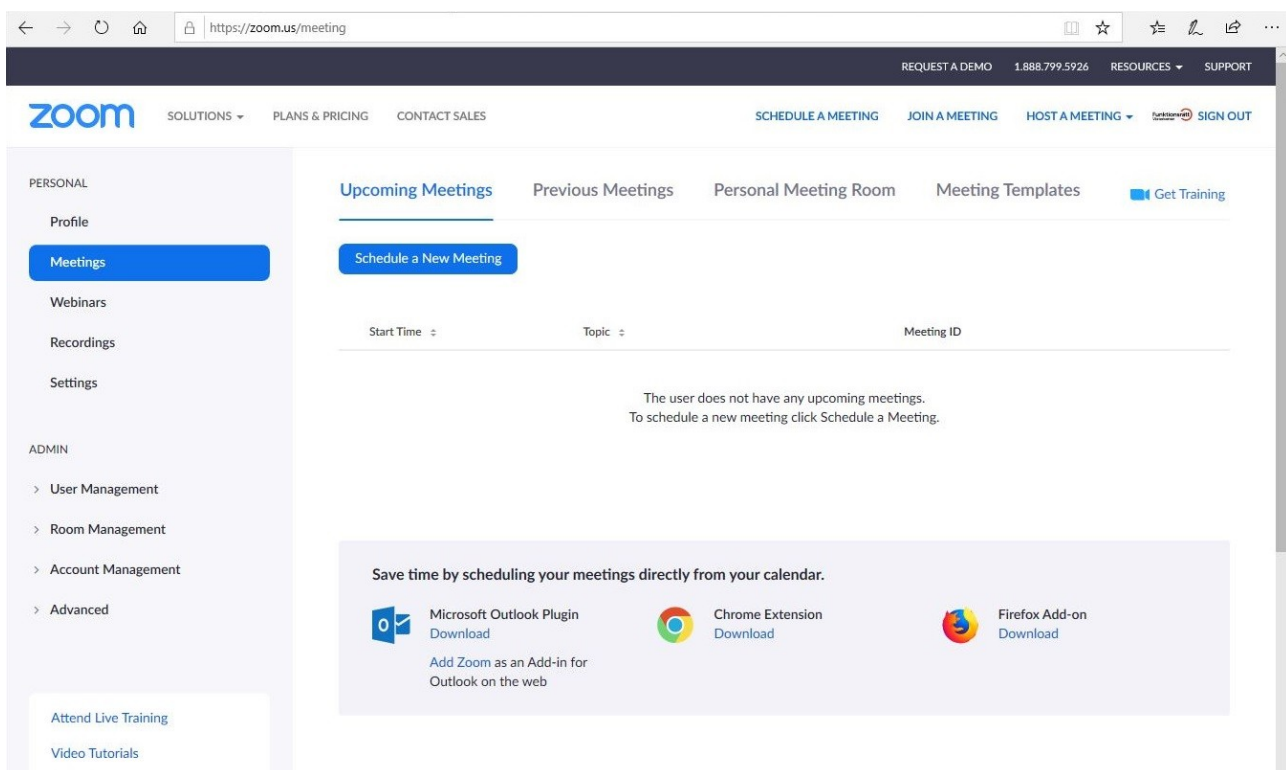 https://zoom.us/meeting
REQUEST A DEMO 1.888.799.5926 RESOURCES SUPPORT
zoom SOLUTIONS PLANS & PRICING CONTACT SALES SCHEDULE A MEETING JOIN A MEETING HOST A MEETING SIGN OUT
PERSONAL
Profile
Meetings
Webinars
Recordings
Settings
ADMIN
User Management
Room Management
Account Management
Advanced
Attend Live Training
Video Tutorials
Upcoming Meetings Previous Meetings Personal Meeting Room Meeting Templates Get Training
Schedule a New Meeting
Start Time Topic Meeting ID
The user does not have any upcoming meetings.
To schedule a new meeting click Schedule a Meeting.
Save time by scheduling your meetings directly from your calendar.
Microsoft Outlook Plugin
Download
Add Zoom as an Add-in for
Outlook on the web
Chrome Extension
Download
Firefox Add-on
Download